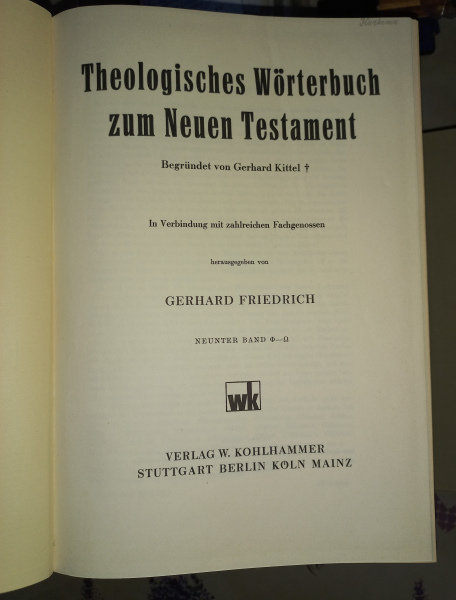 Theologisches Wörterbuch
zum Neuen Testament
Begründet von Gerhard Kittel †
In Verbindung mit zahlreichen Fachgenossen
herausgegeben von
GERHARD FRIEDRICH
NEUNTER BAND Φ—Ω
wk
VERLAG W. KOHLHAMMER
STUTTGART BERLIN KÖLN MAINZ